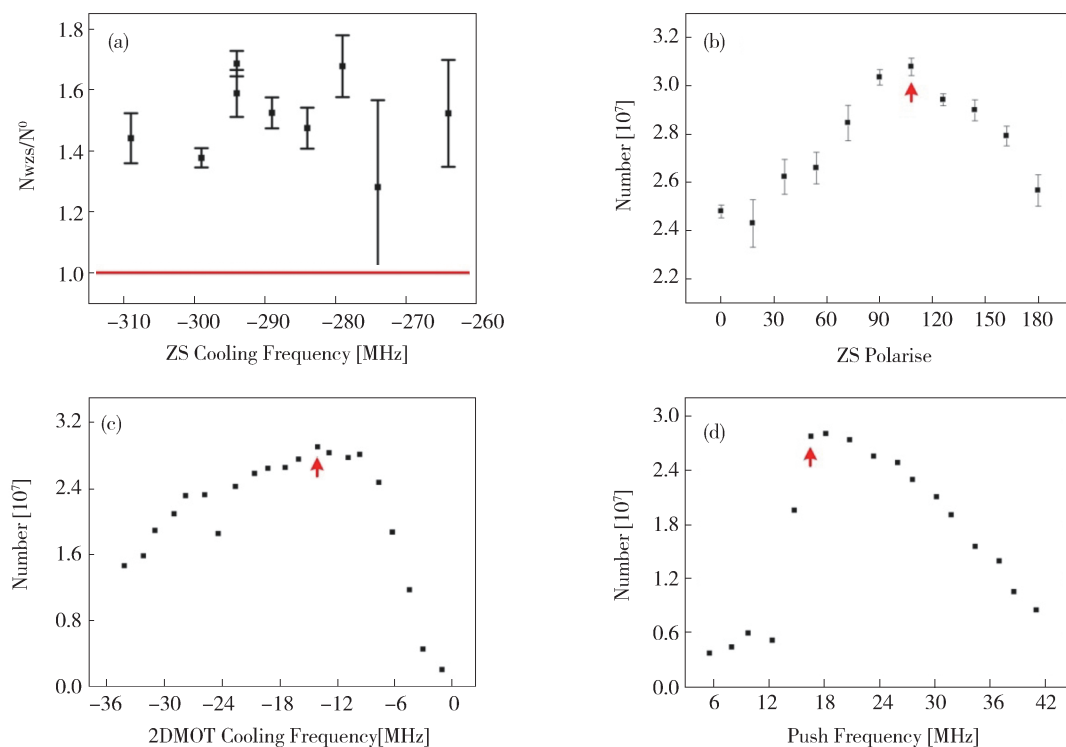 (a)
1.8
1.6
1.4
1.2
1.0
Nwzs/N⁰
−310 −300 −290 −280 −270 −260
ZS Cooling Frequency [MHz]
(b)
3.2
3.0
2.8
2.6
2.4
2.2
Number [10⁷]
0 30 60 90 120 150 180
ZS Polarise
(c)
3.2
2.4
1.6
0.8
0.0
Number [10⁷]
−36 −30 −24 −18 −12 −6 0
2DMOT Cooling Frequency[MHz]
(d)
3.0
2.4
1.8
1.2
0.6
0.0
Number [10⁷]
6 12 18 24 30 36 42
Push Frequency [MHz]